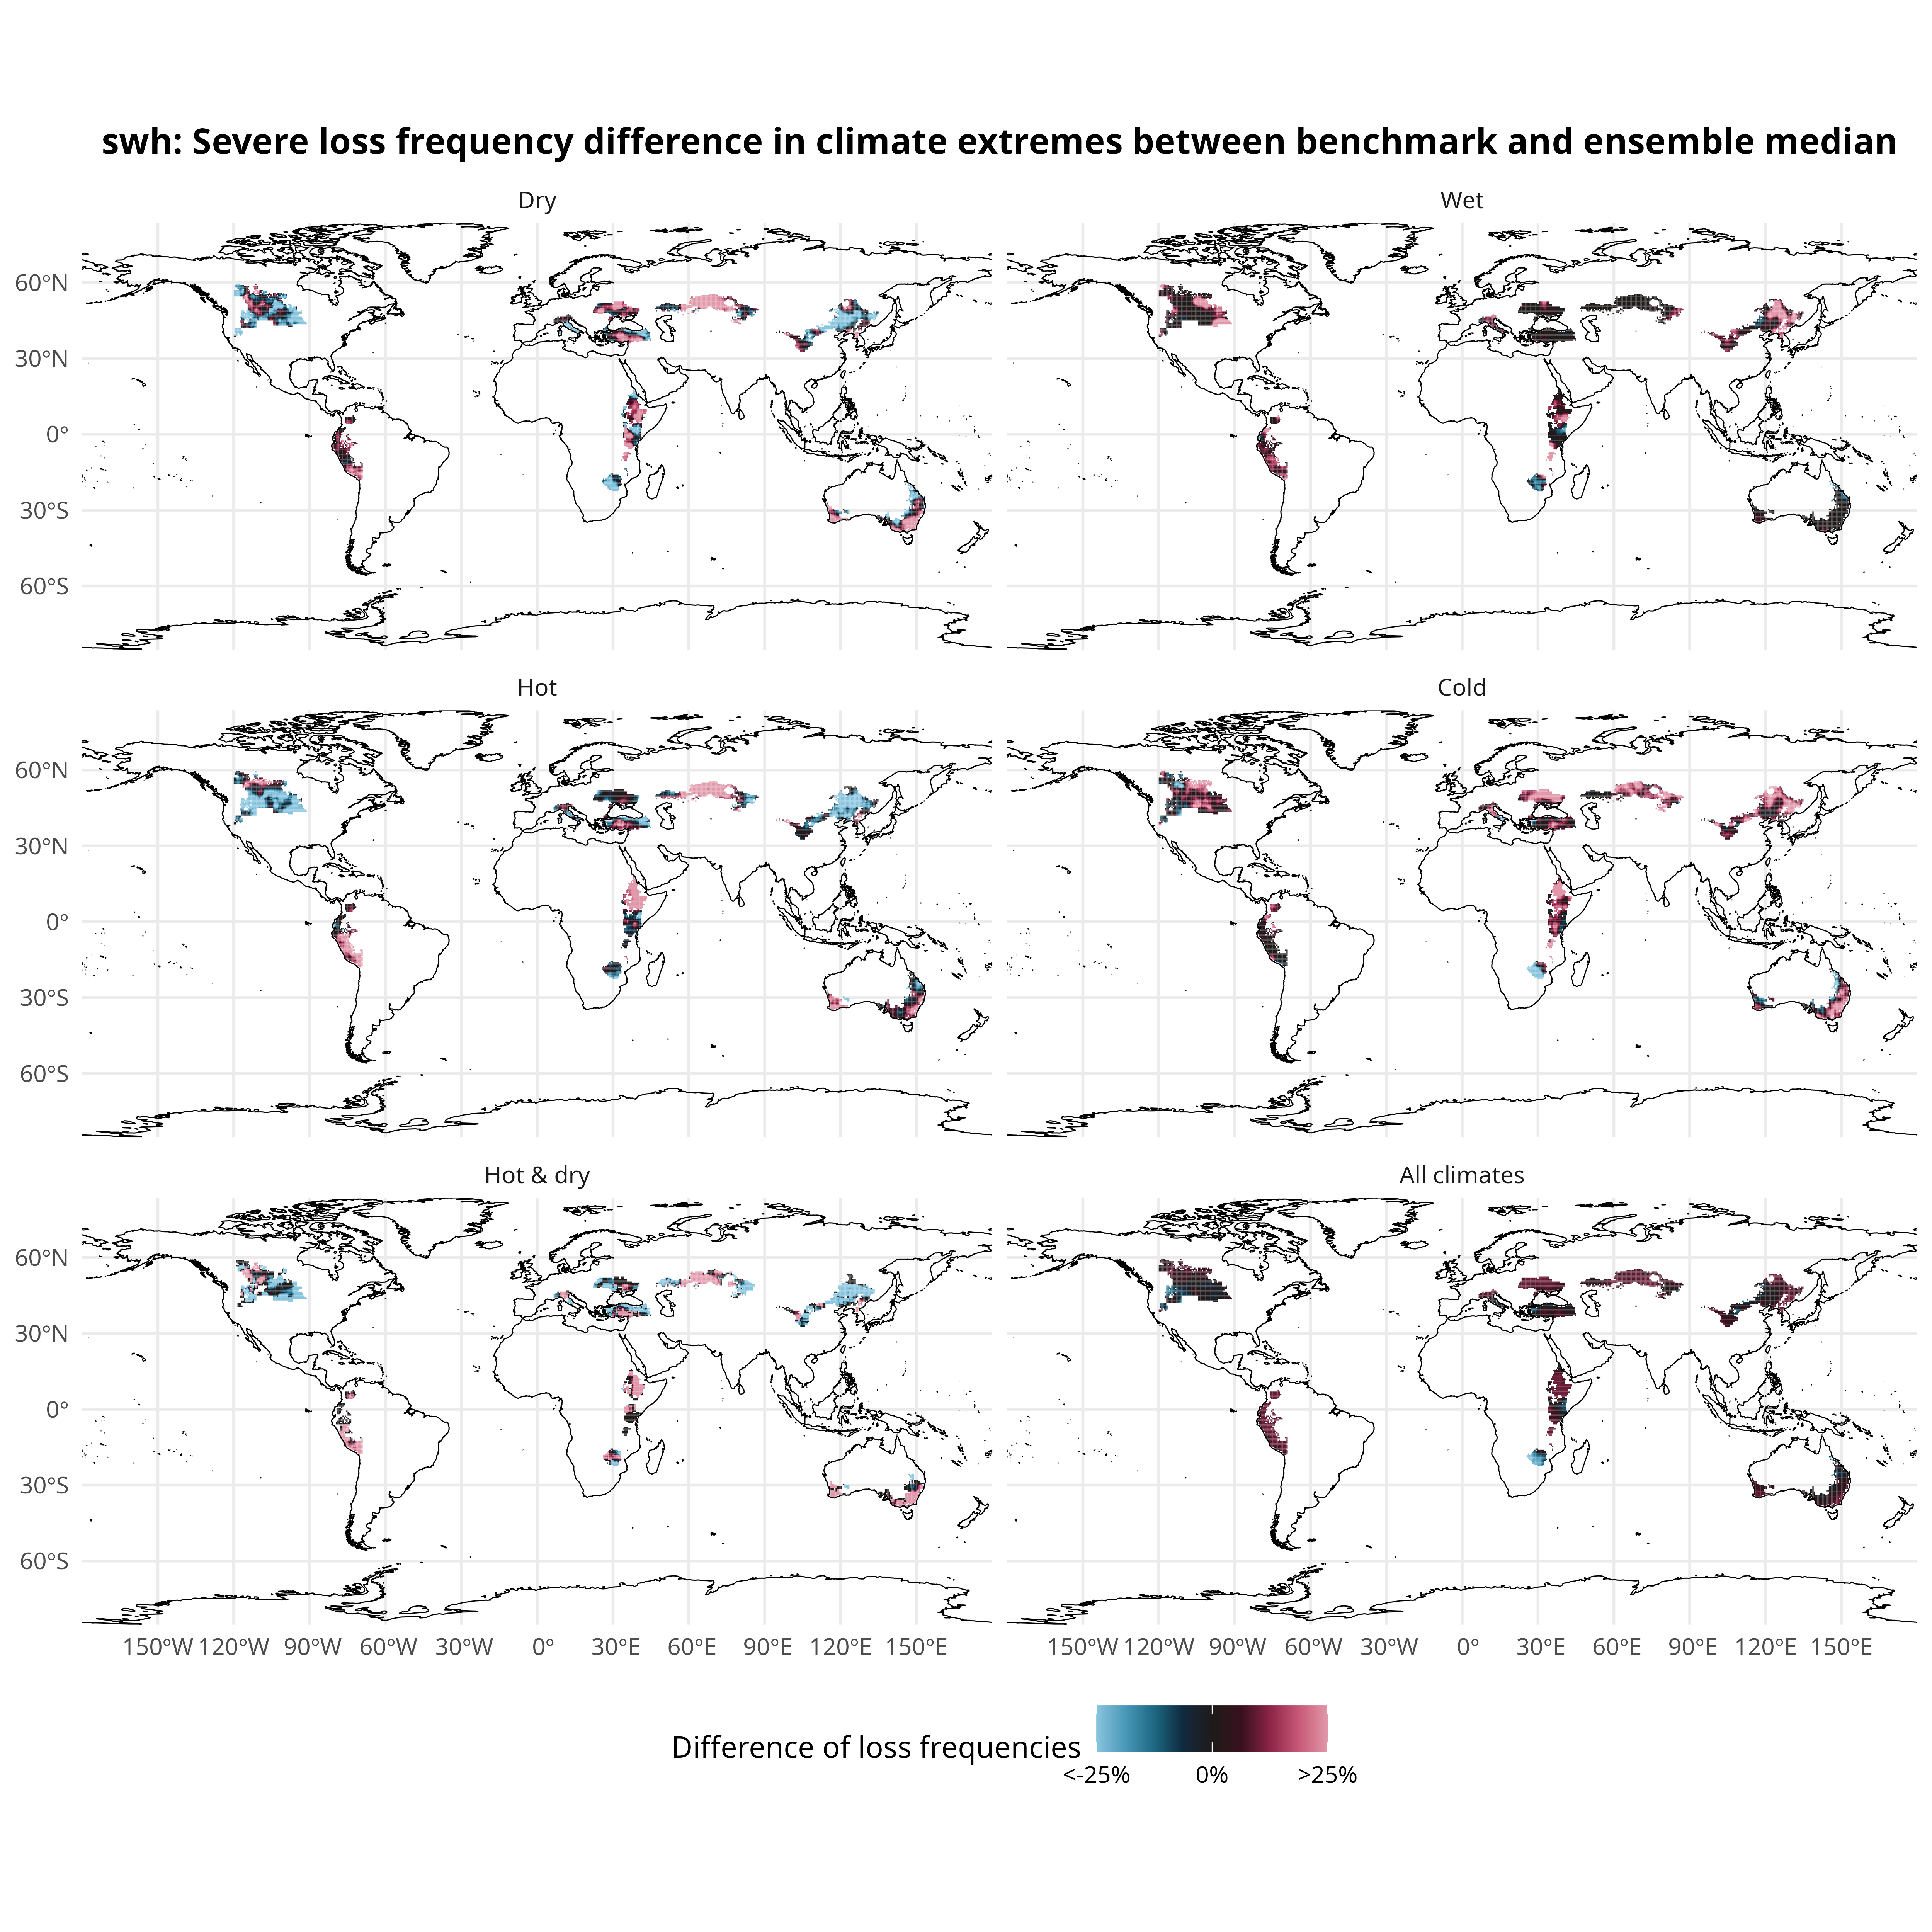 swh: Severe loss frequency difference in climate extremes between benchmark and ensemble median
Dry
Wet
60°N
30°N
0°
30°S
60°S
Hot
Cold
60°N
30°N
0°
30°S
60°S
Hot & dry
All climates
60°N
30°N
0°
30°S
60°S
150°W 120°W 90°W 60°W 30°W 0° 30°E 60°E 90°E 120°E 150°E
150°W 120°W 90°W 60°W 30°W 0° 30°E 60°E 90°E 120°E 150°E
Difference of loss frequencies
<-25% 0% >25%